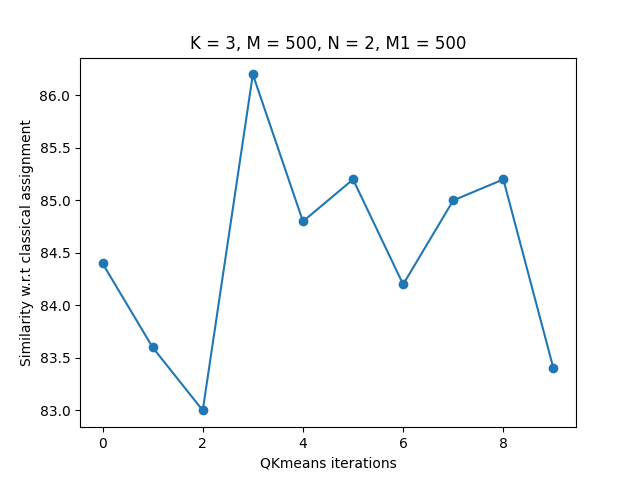 K = 3, M = 500, N = 2, M1 = 500
Similarity w.r.t classical assignment
86.0
85.5
85.0
84.5
84.0
83.5
83.0
0 2 4 6 8
QKmeans iterations